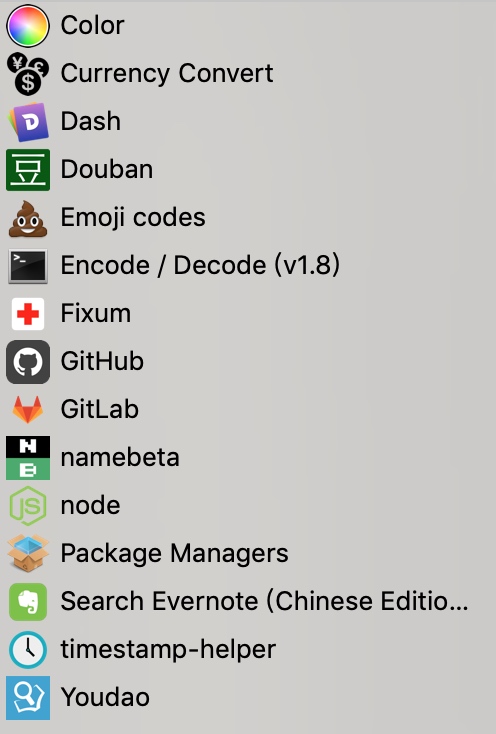 Color
Currency Convert
Dash
Douban
Emoji codes
Encode / Decode (v1.8)
Fixum
GitHub
GitLab
namebeta
node
Package Managers
Search Evernote (Chinese Editio...
timestamp-helper
Youdao